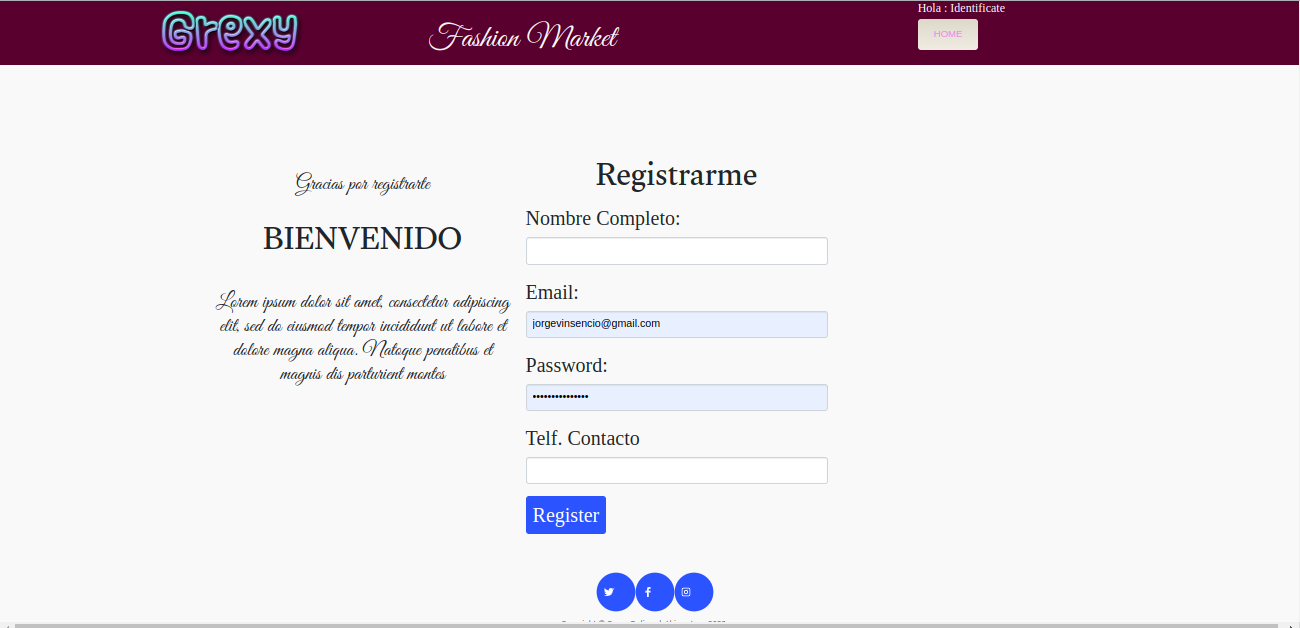 Grexy
Fashion Market
Hola : Identificate
HOME
Gracias por registrarte
BIENVENIDO
Lorem ipsum dolor sit amet, consectetur adipiscing
elit, sed do eiusmod tempor incididunt ut labore et
dolore magna aliqua. Natoque penatibus et
magnis dis parturient montes
Registrarme
Nombre Completo:
Email:
jorgevinsencio@gmail.com
Password:
•••••••••••••••
Telf. Contacto
Register